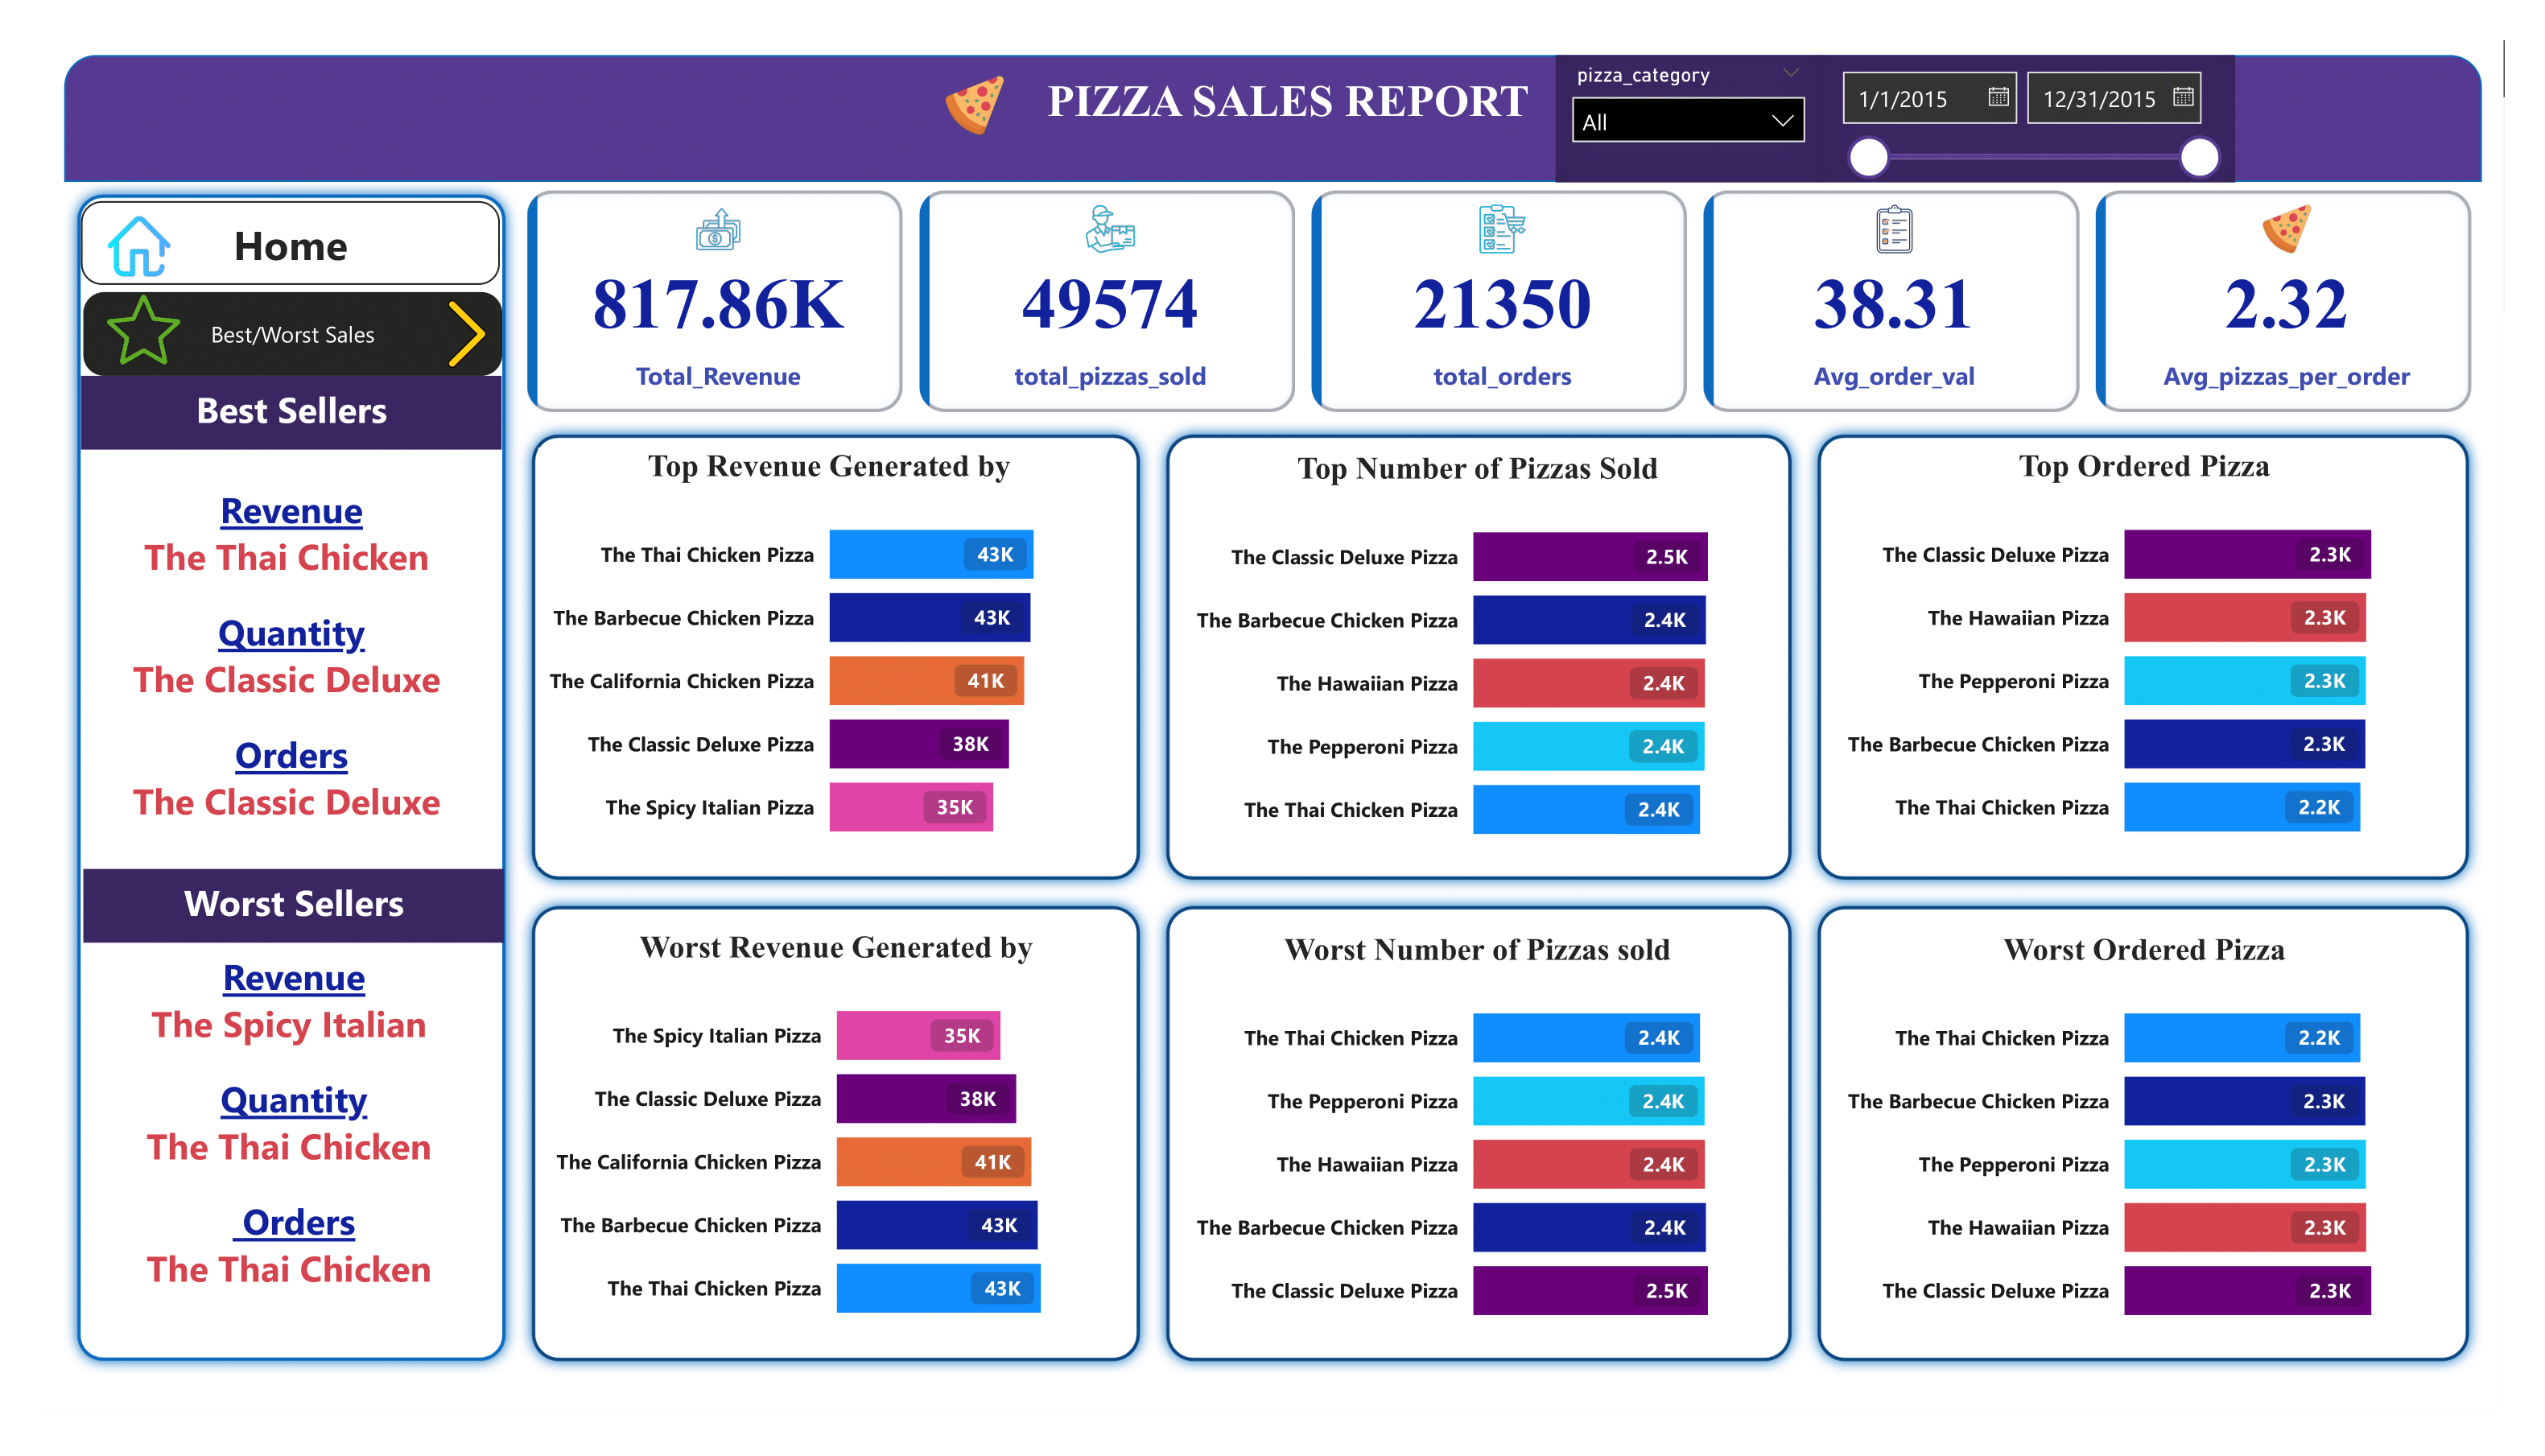 PIZZA SALES REPORT
pizza_category
All
1/1/2015
12/31/2015
Home
Best/Worst Sales
Best Sellers
Revenue
The Thai Chicken
Quantity
The Classic Deluxe
Orders
The Classic Deluxe
Worst Sellers
Revenue
The Spicy Italian
Quantity
The Thai Chicken
Orders
The Thai Chicken
817.86K
Total_Revenue
49574
total_pizzas_sold
21350
total_orders
38.31
Avg_order_val
2.32
Avg_pizzas_per_order
Top Revenue Generated by
The Thai Chicken Pizza 43K
The Barbecue Chicken Pizza 43K
The California Chicken Pizza 41K
The Classic Deluxe Pizza 38K
The Spicy Italian Pizza 35K
Top Number of Pizzas Sold
The Classic Deluxe Pizza 2.5K
The Barbecue Chicken Pizza 2.4K
The Hawaiian Pizza 2.4K
The Pepperoni Pizza 2.4K
The Thai Chicken Pizza 2.4K
Top Ordered Pizza
The Classic Deluxe Pizza 2.3K
The Hawaiian Pizza 2.3K
The Pepperoni Pizza 2.3K
The Barbecue Chicken Pizza 2.3K
The Thai Chicken Pizza 2.2K
Worst Revenue Generated by
The Spicy Italian Pizza 35K
The Classic Deluxe Pizza 38K
The California Chicken Pizza 41K
The Barbecue Chicken Pizza 43K
The Thai Chicken Pizza 43K
Worst Number of Pizzas sold
The Thai Chicken Pizza 2.4K
The Pepperoni Pizza 2.4K
The Hawaiian Pizza 2.4K
The Barbecue Chicken Pizza 2.4K
The Classic Deluxe Pizza 2.5K
Worst Ordered Pizza
The Thai Chicken Pizza 2.2K
The Barbecue Chicken Pizza 2.3K
The Pepperoni Pizza 2.3K
The Hawaiian Pizza 2.3K
The Classic Deluxe Pizza 2.3K